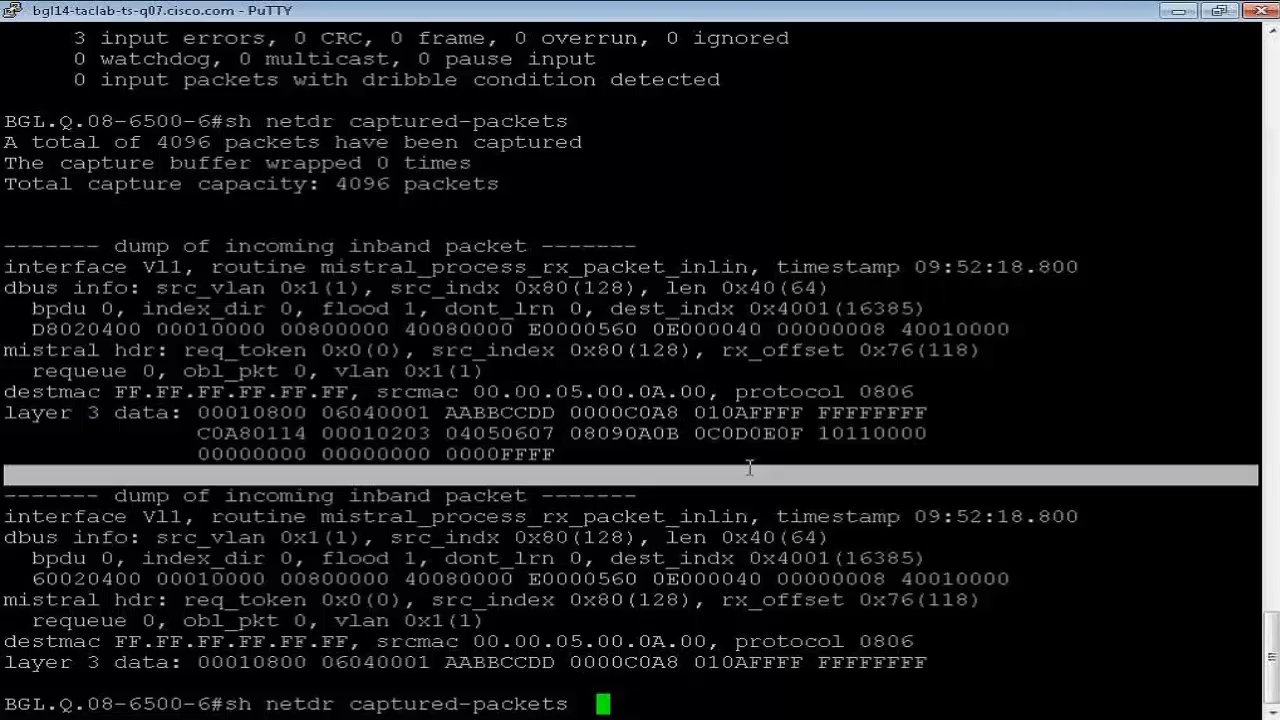 bgl14-taclab-ts-q07.cisco.com - PuTTY
3 input errors, 0 CRC, 0 frame, 0 overrun, 0 ignored
0 watchdog, 0 multicast, 0 pause input
0 input packets with dribble condition detected
BGL.Q.08-6500-6#sh netdr captured-packets
A total of 4096 packets have been captured
The capture buffer wrapped 0 times
Total capture capacity: 4096 packets
------- dump of incoming inband packet -------
interface Vl1, routine mistral_process_rx_packet_inlin, timestamp 09:52:18.800
dbus info: src_vlan 0x1(1), src_indx 0x80(128), len 0x40(64)
bpdu 0, index_dir 0, flood 1, dont_lrn 0, dest_indx 0x4001(16385)
D8020400 00010000 00800000 40080000 E0000560 0E000040 00000008 40010000
mistral hdr: req_token 0x0(0), src_index 0x80(128), rx_offset 0x76(118)
requeue 0, obl_pkt 0, vlan 0x1(1)
destmac FF.FF.FF.FF.FF.FF, srcmac 00.00.05.00.0A.00, protocol 0806
layer 3 data: 00010800 06040001 AABBCCDD 0000C0A8 010AFFFF FFFFFFFF
C0A80114 00010203 04050607 08090A0B 0C0D0E0F 10110000
00000000 00000000 0000FFFF
------- dump of incoming inband packet -------
interface Vl1, routine mistral_process_rx_packet_inlin, timestamp 09:52:18.800
dbus info: src_vlan 0x1(1), src_indx 0x80(128), len 0x40(64)
bpdu 0, index_dir 0, flood 1, dont_lrn 0, dest_indx 0x4001(16385)
60020400 00010000 00800000 40080000 E0000560 0E000040 00000008 40010000
mistral hdr: req_token 0x0(0), src_index 0x80(128), rx_offset 0x76(118)
requeue 0, obl_pkt 0, vlan 0x1(1)
destmac FF.FF.FF.FF.FF.FF, srcmac 00.00.05.00.0A.00, protocol 0806
layer 3 data: 00010800 06040001 AABBCCDD 0000C0A8 010AFFFF FFFFFFFF
BGL.Q.08-6500-6#sh netdr captured-packets